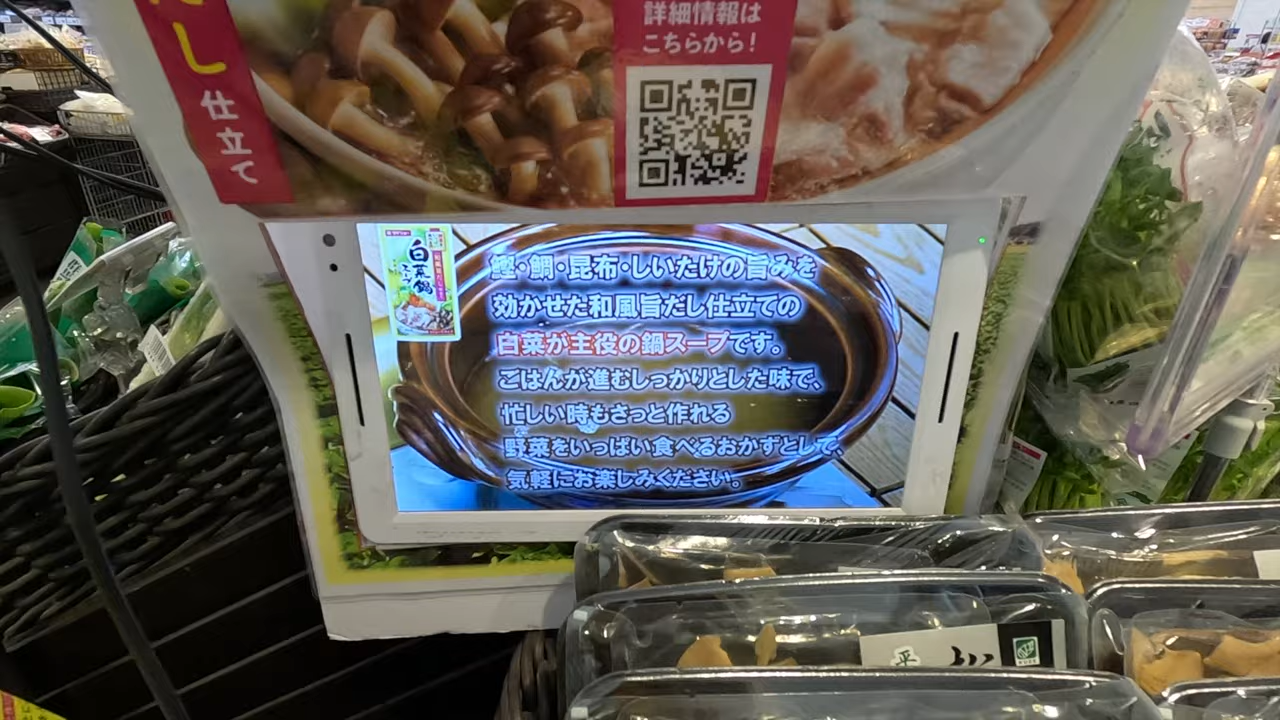 だし仕立て
詳細情報は
こちらから!
白菜鍋
スープ
鰹・鯛・昆布・しいたけの旨みを
効かせた和風旨だし仕立ての
白菜が主役の鍋スープです。
ごはんが進むしっかりとした味で、
忙しい時もさっと作れる
野菜をいっぱい食べるおかずとして、
気軽にお楽しみください。